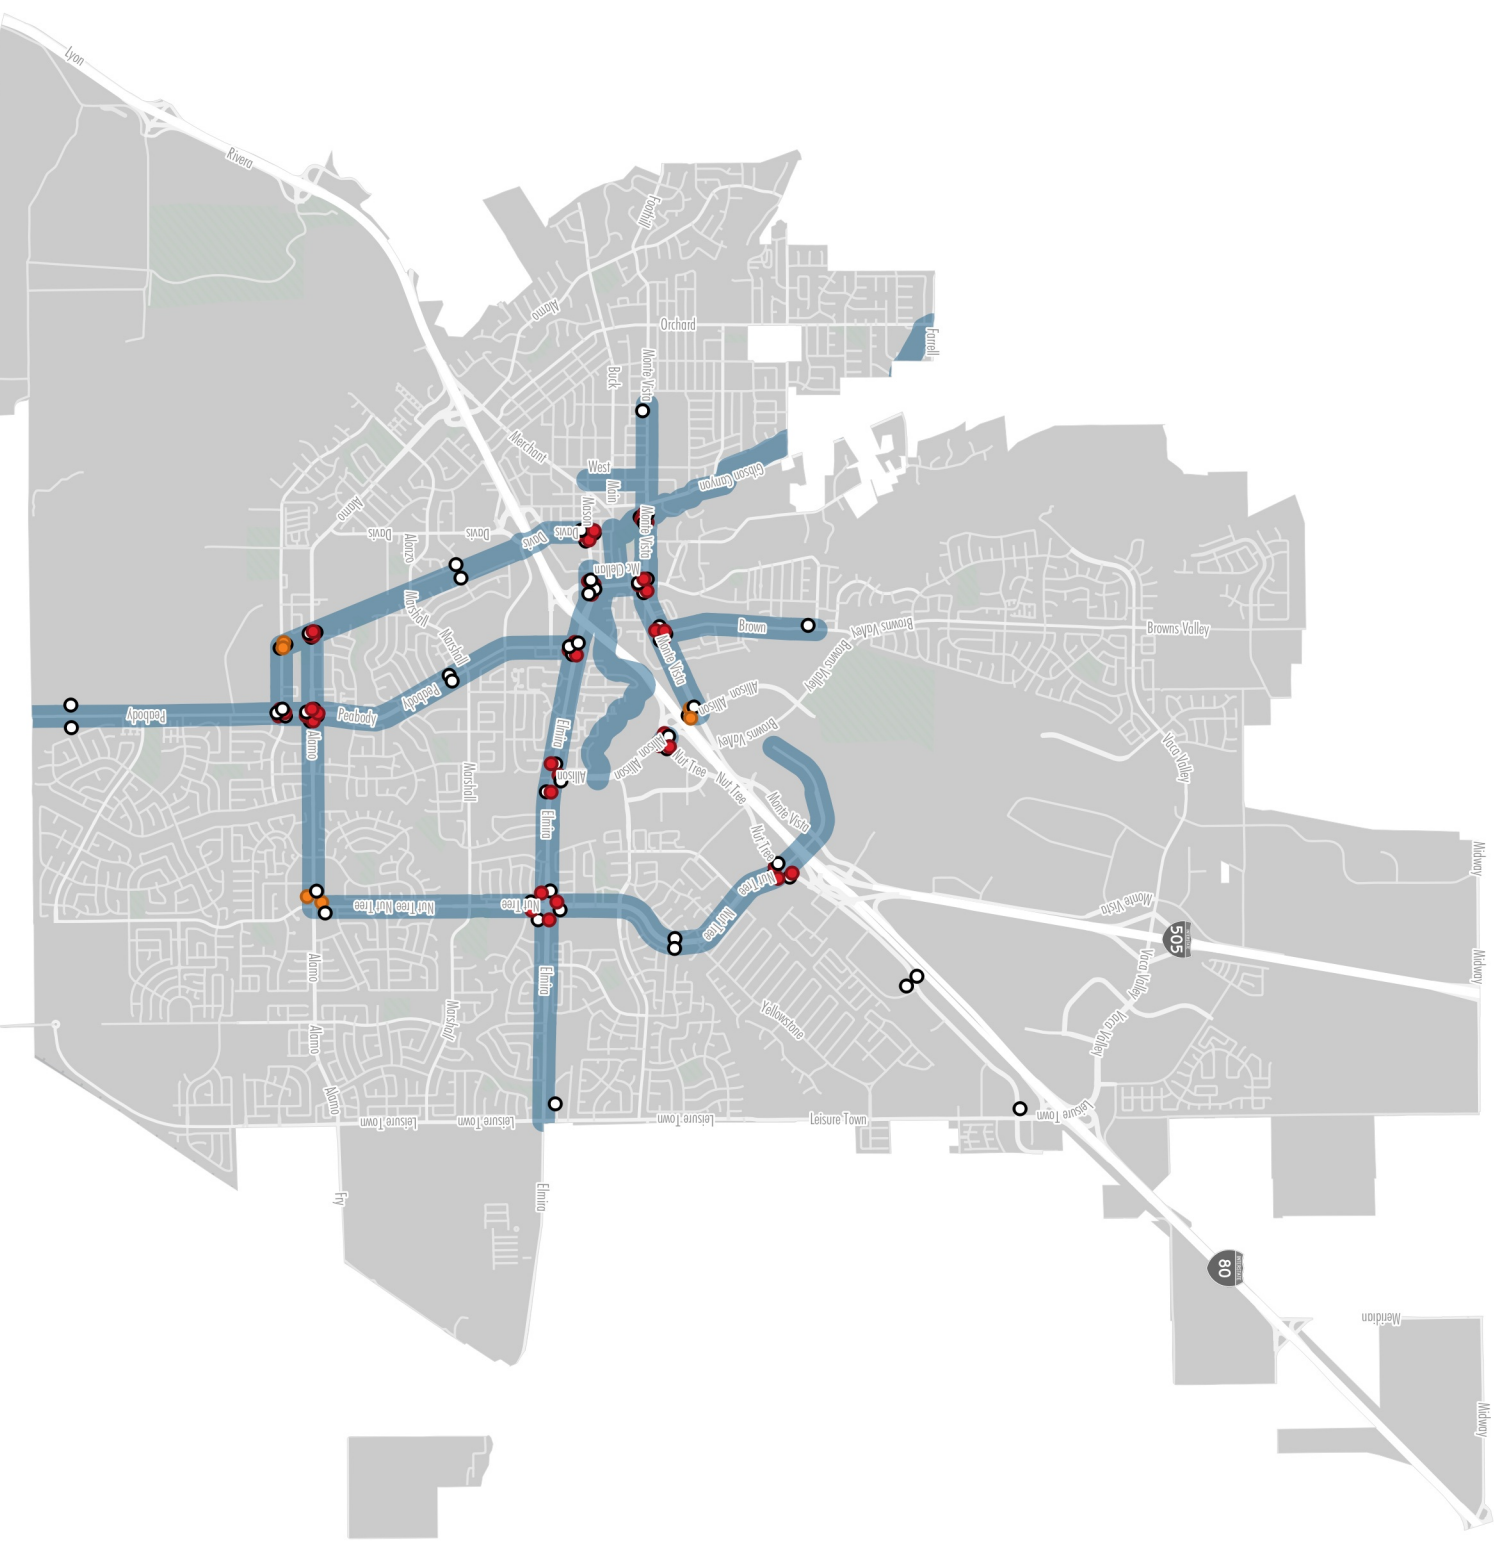 Lyon
Rivera
Foothill
Alamo
Orchard
Farrell
Monte Vista
Buck
Merchant
West
Main
Gibson Canyon
Alamo
Mason
Davis
Davis
Davis
Davis
Alonzo
Monte Vista
Mc Clellan
Marshall
Marshall
Brown
Browns Valley
Browns Valley
Browns Valley
Monte Vista
Peabody
Allison
Allison
Peabody
Peabody
Alamo
Elmira
Browns Valley
Allison
Allison
Allison
Nut Tree
Nut Tree
Vaca Valley
Marshall
Elmira
Monte Vista
Nut Tree
Midway
Nut Tree
Nut Tree
Nut Tree
Nut Tree
Nut Tree
Monte Vista
505
Alamo
Elmira
Vaca Valley
Midway
Alamo
Marshall
Yellowstone
Vaca Valley
Alamo
Leisure Town
Leisure Town
Leisure Town
Leisure Town
Leisure Town
Fry
Elmira
80
Meridian
Midway